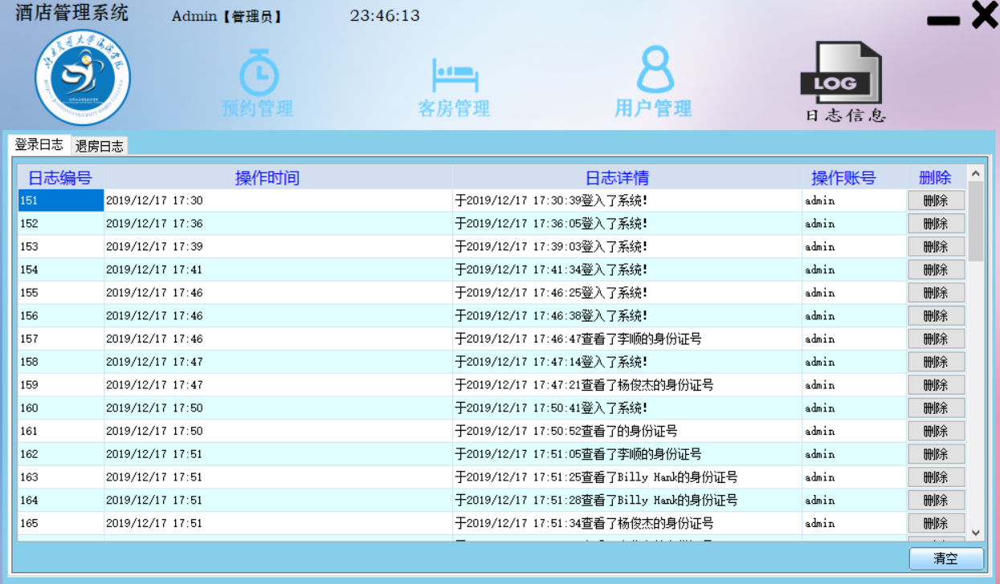 酒店管理系统 Admin【管理员】 23:46:13
预约管理 客房管理 用户管理 LOG 日志信息
登录日志 退房日志
日志编号 操作时间 日志详情 操作账号 删除
151 2019/12/17 17:30 于2019/12/17 17:30:39登入了系统! admin 删除
152 2019/12/17 17:36 于2019/12/17 17:36:05登入了系统! admin 删除
153 2019/12/17 17:39 于2019/12/17 17:39:03登入了系统! admin 删除
154 2019/12/17 17:41 于2019/12/17 17:41:34登入了系统! admin 删除
155 2019/12/17 17:46 于2019/12/17 17:46:25登入了系统! admin 删除
156 2019/12/17 17:46 于2019/12/17 17:46:38登入了系统! admin 删除
157 2019/12/17 17:46 于2019/12/17 17:46:47查看了李顺的身份证号 admin 删除
158 2019/12/17 17:47 于2019/12/17 17:47:14登入了系统! admin 删除
159 2019/12/17 17:47 于2019/12/17 17:47:21查看了杨俊杰的身份证号 admin 删除
160 2019/12/17 17:50 于2019/12/17 17:50:41登入了系统! admin 删除
161 2019/12/17 17:50 于2019/12/17 17:50:52查看了的身份证号 admin 删除
162 2019/12/17 17:51 于2019/12/17 17:51:05查看了李顺的身份证号 admin 删除
163 2019/12/17 17:51 于2019/12/17 17:51:25查看了Billy Hank的身份证号 admin 删除
164 2019/12/17 17:51 于2019/12/17 17:51:28查看了Billy Hank的身份证号 admin 删除
165 2019/12/17 17:51 于2019/12/17 17:51:34查看了杨俊杰的身份证号 admin 删除
清空